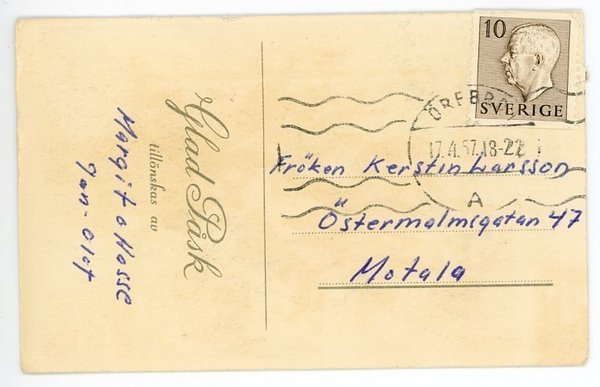 Glad Påsk
tillönskas av
Margit o Hasse
Jan-Olof
10
SVERIGE
ÖREBRO
17.4.57.18-22
A
Fröken Kerstin Larsson
Östermalmsgatan 47
Motala